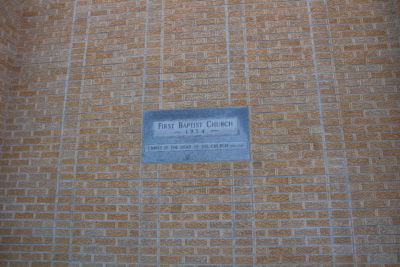 First Baptist Church
1954
CHRIST IS THE HEAD OF THE CHURCH